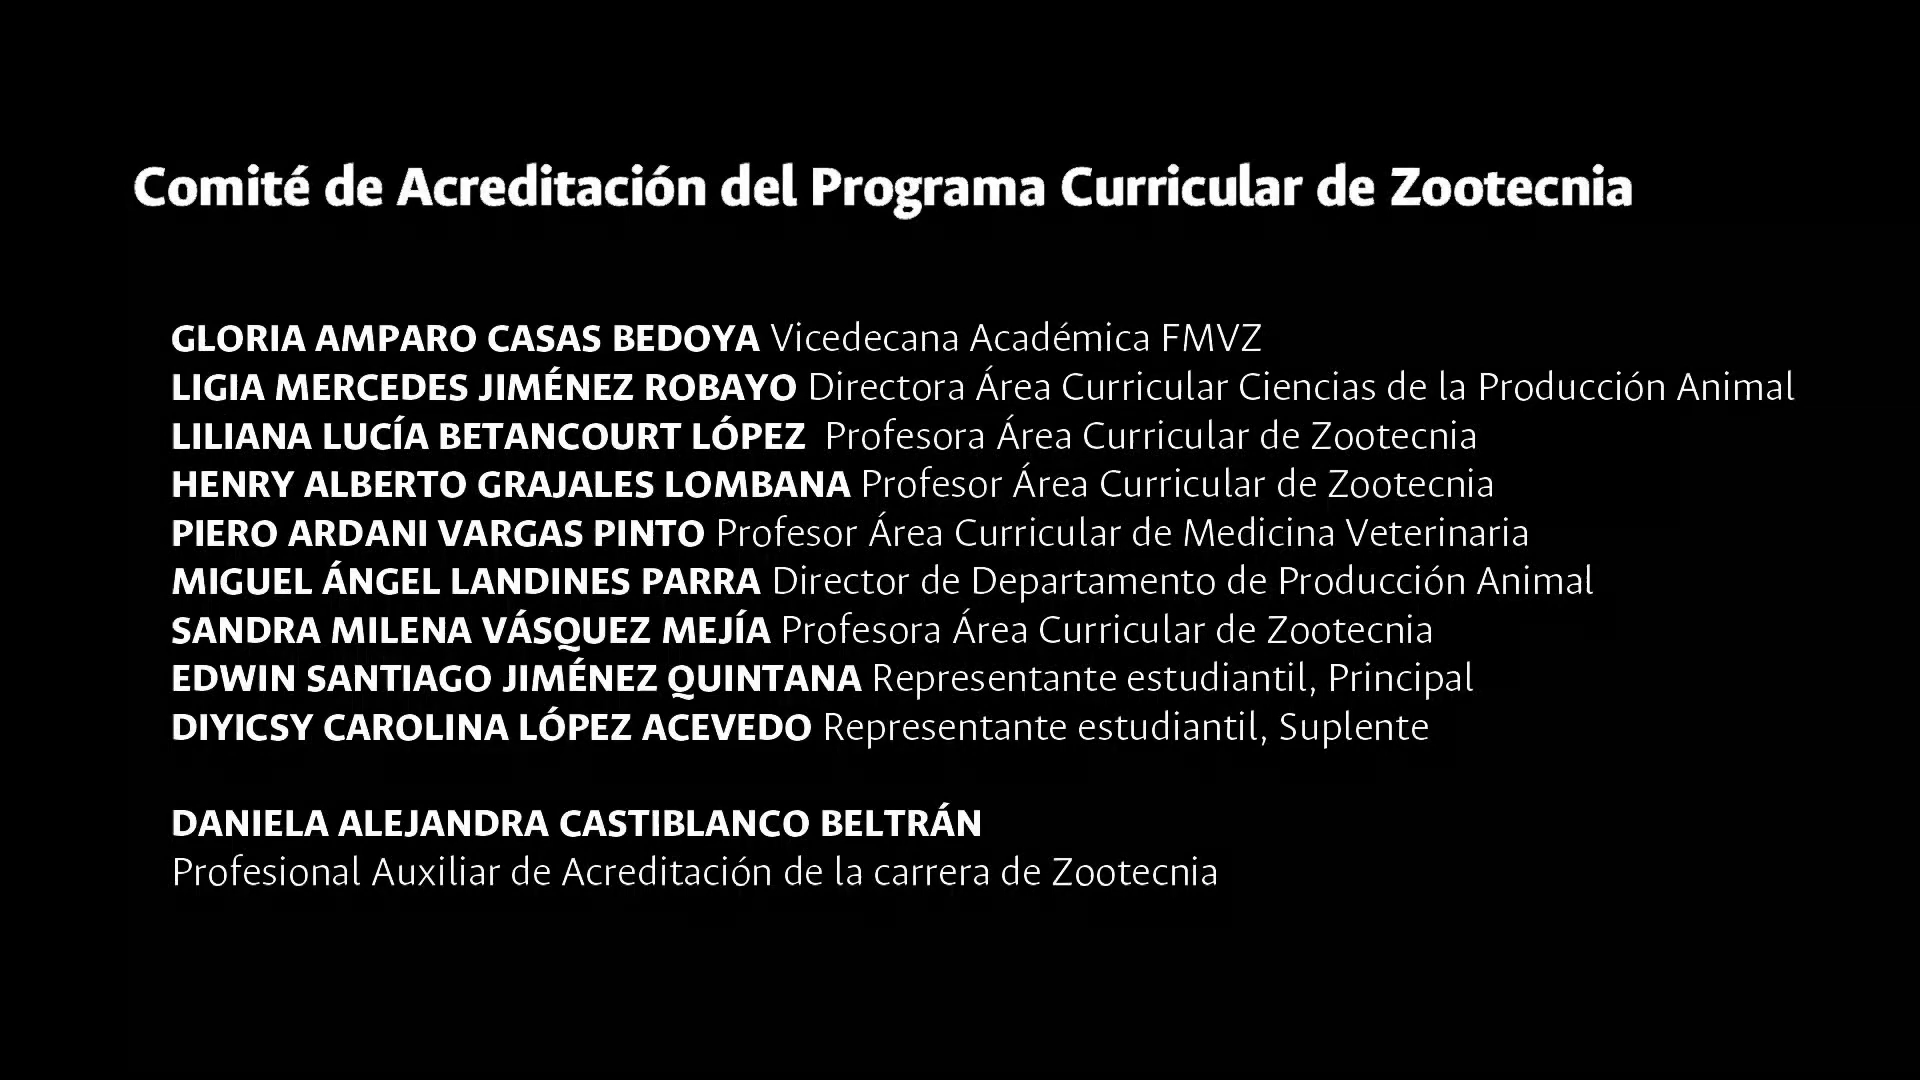 Comité de Acreditación del Programa Curricular de Zootecnia
GLORIA AMPARO CASAS BEDOYA Vicedecana Académica FMVZ
LIGIA MERCEDES JIMÉNEZ ROBAYO Directora Área Curricular Ciencias de la Producción Animal
LILIANA LUCÍA BETANCOURT LÓPEZ Profesora Área Curricular de Zootecnia
HENRY ALBERTO GRAJALES LOMBANA Profesor Área Curricular de Zootecnia
PIERO ARDANI VARGAS PINTO Profesor Área Curricular de Medicina Veterinaria
MIGUEL ÁNGEL LANDINES PARRA Director de Departamento de Producción Animal
SANDRA MILENA VÁSQUEZ MEJÍA Profesora Área Curricular de Zootecnia
EDWIN SANTIAGO JIMÉNEZ QUINTANA Representante estudiantil, Principal
DIYICSY CAROLINA LÓPEZ ACEVEDO Representante estudiantil, Suplente
DANIELA ALEJANDRA CASTIBLANCO BELTRÁN
Profesional Auxiliar de Acreditación de la carrera de Zootecnia